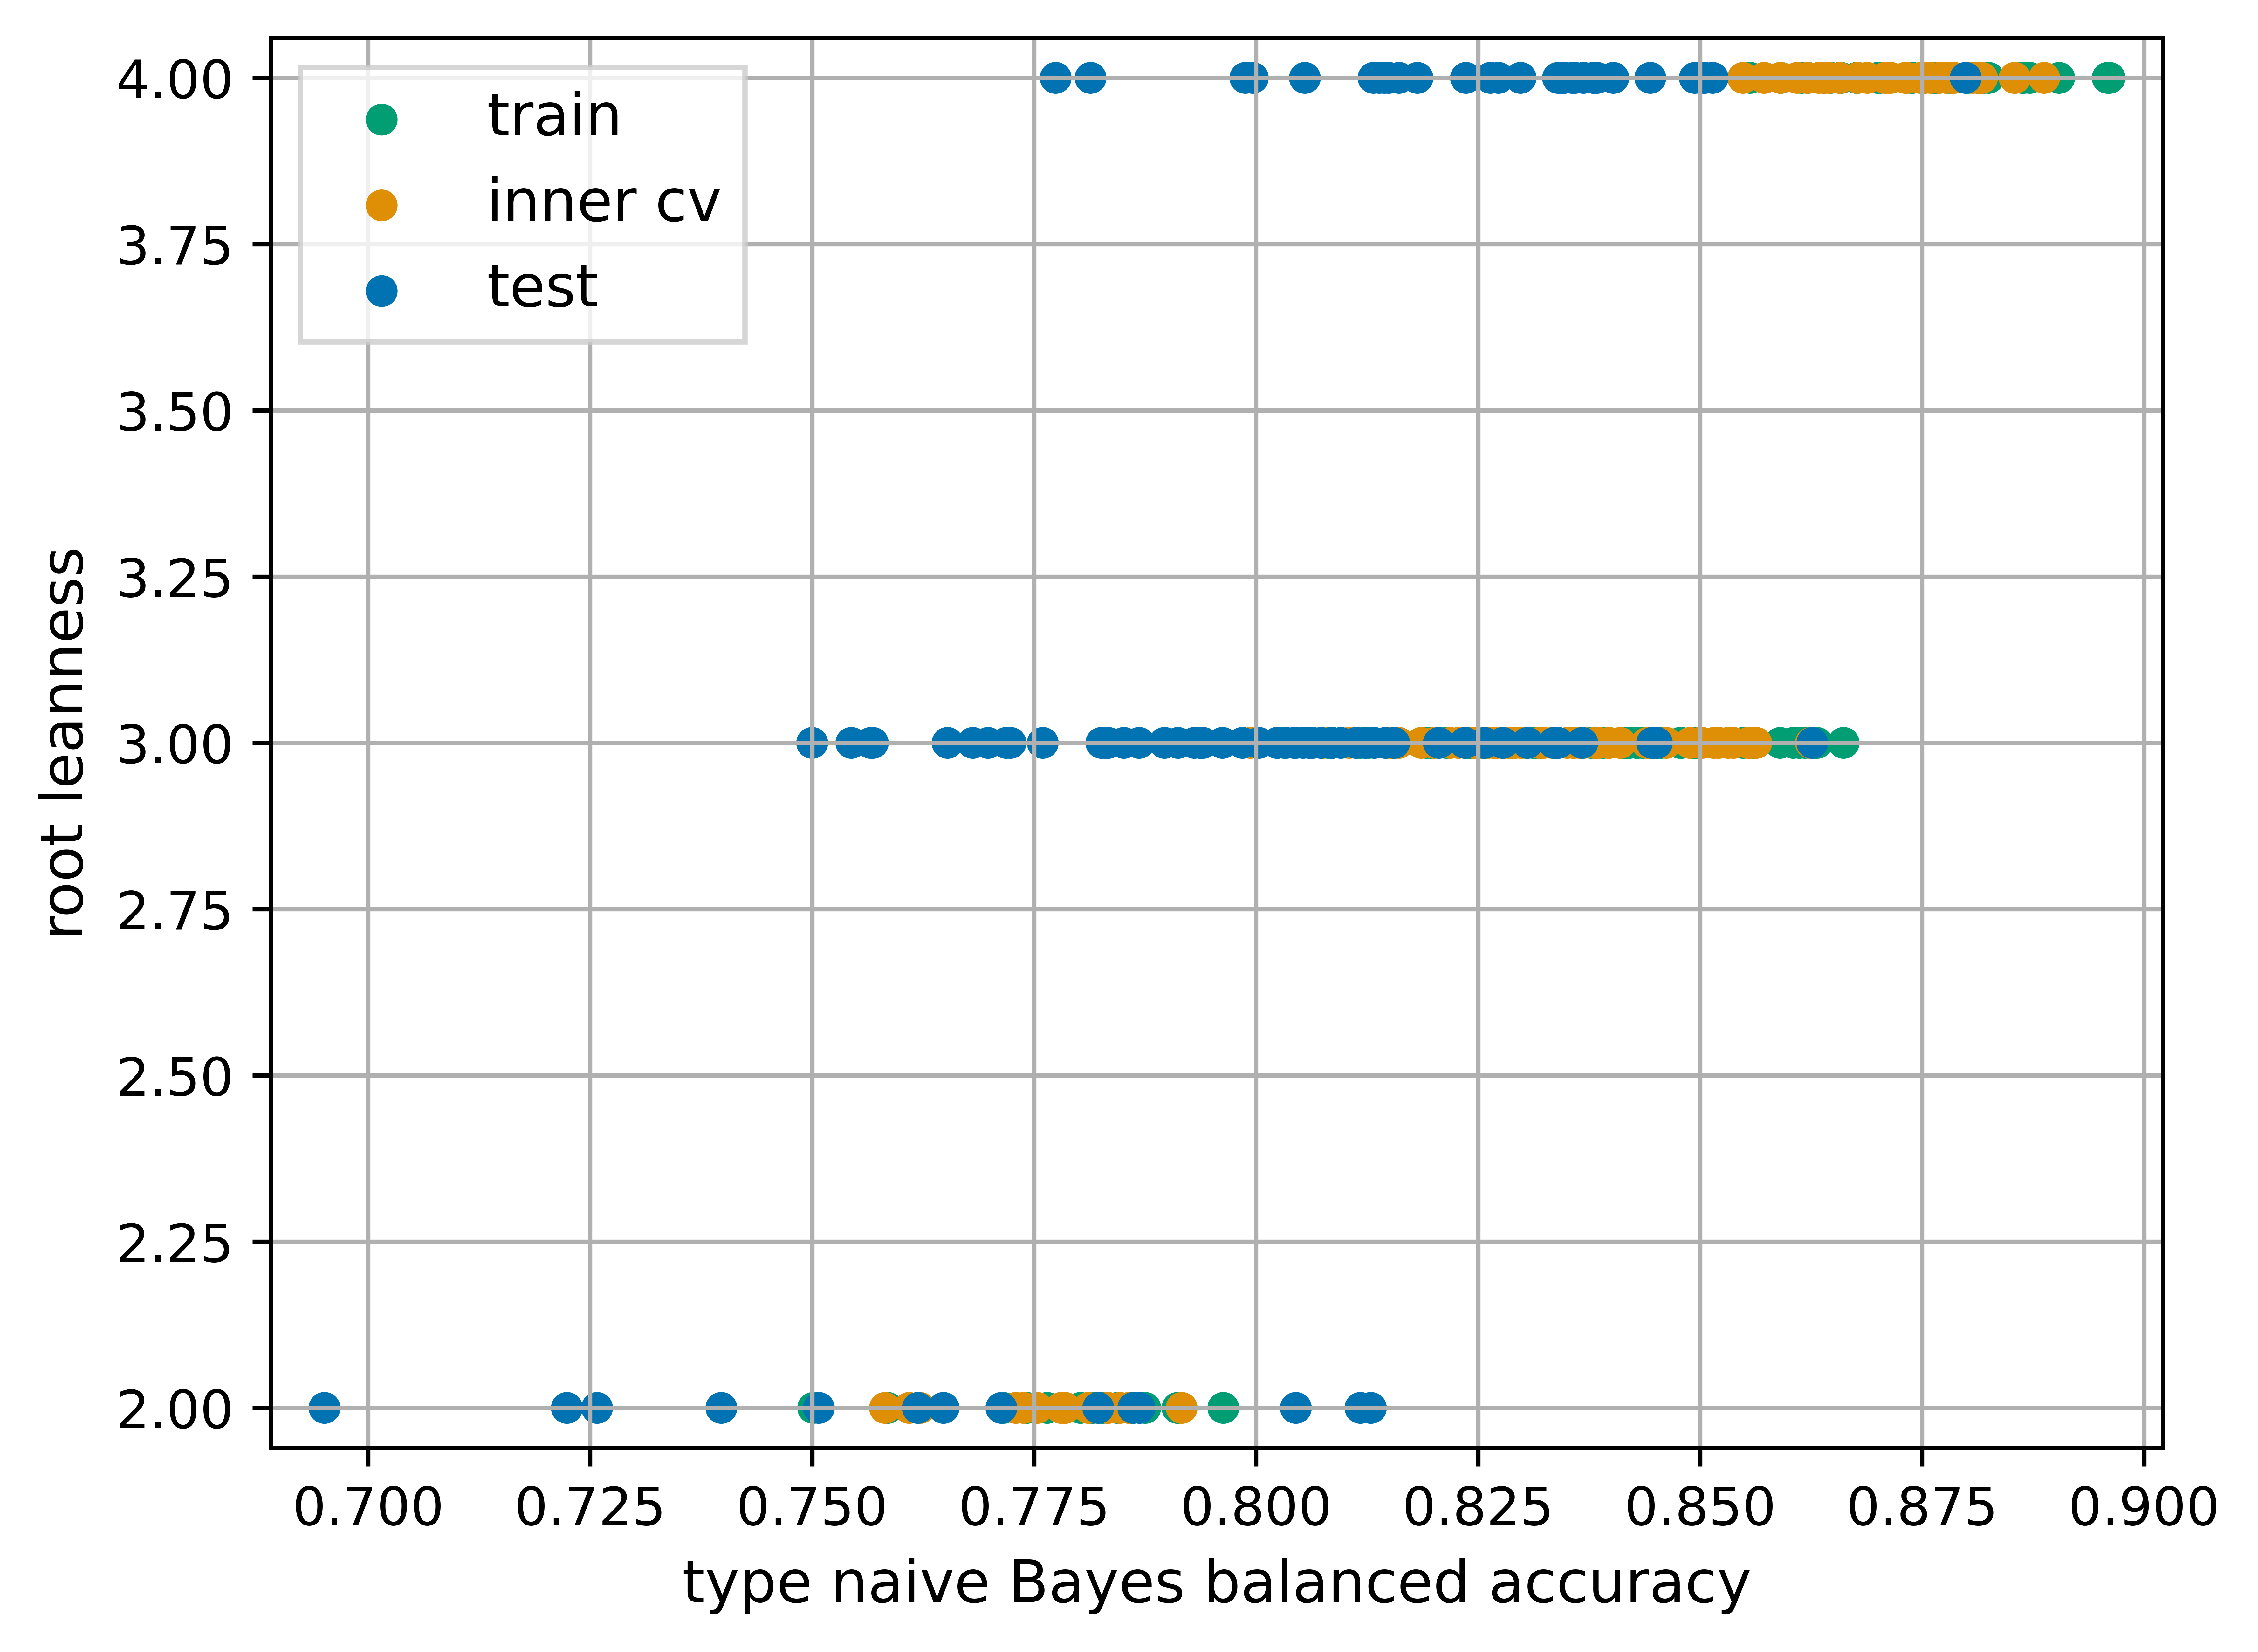 4.00
3.75
3.50
3.25
3.00
2.75
2.50
2.25
2.00
root leanness
train
inner cv
test
0.700 0.725 0.750 0.775 0.800 0.825 0.850 0.875 0.900
type naive Bayes balanced accuracy